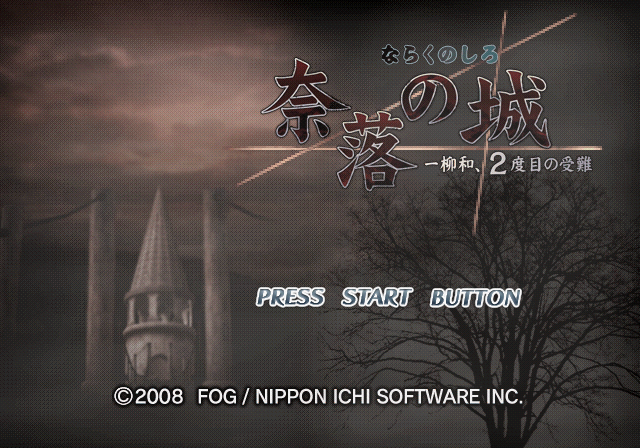 ならくのしろ
奈落の城
一柳和、2度目の受難
PRESS START BUTTON
©2008 FOG / NIPPON ICHI SOFTWARE INC.